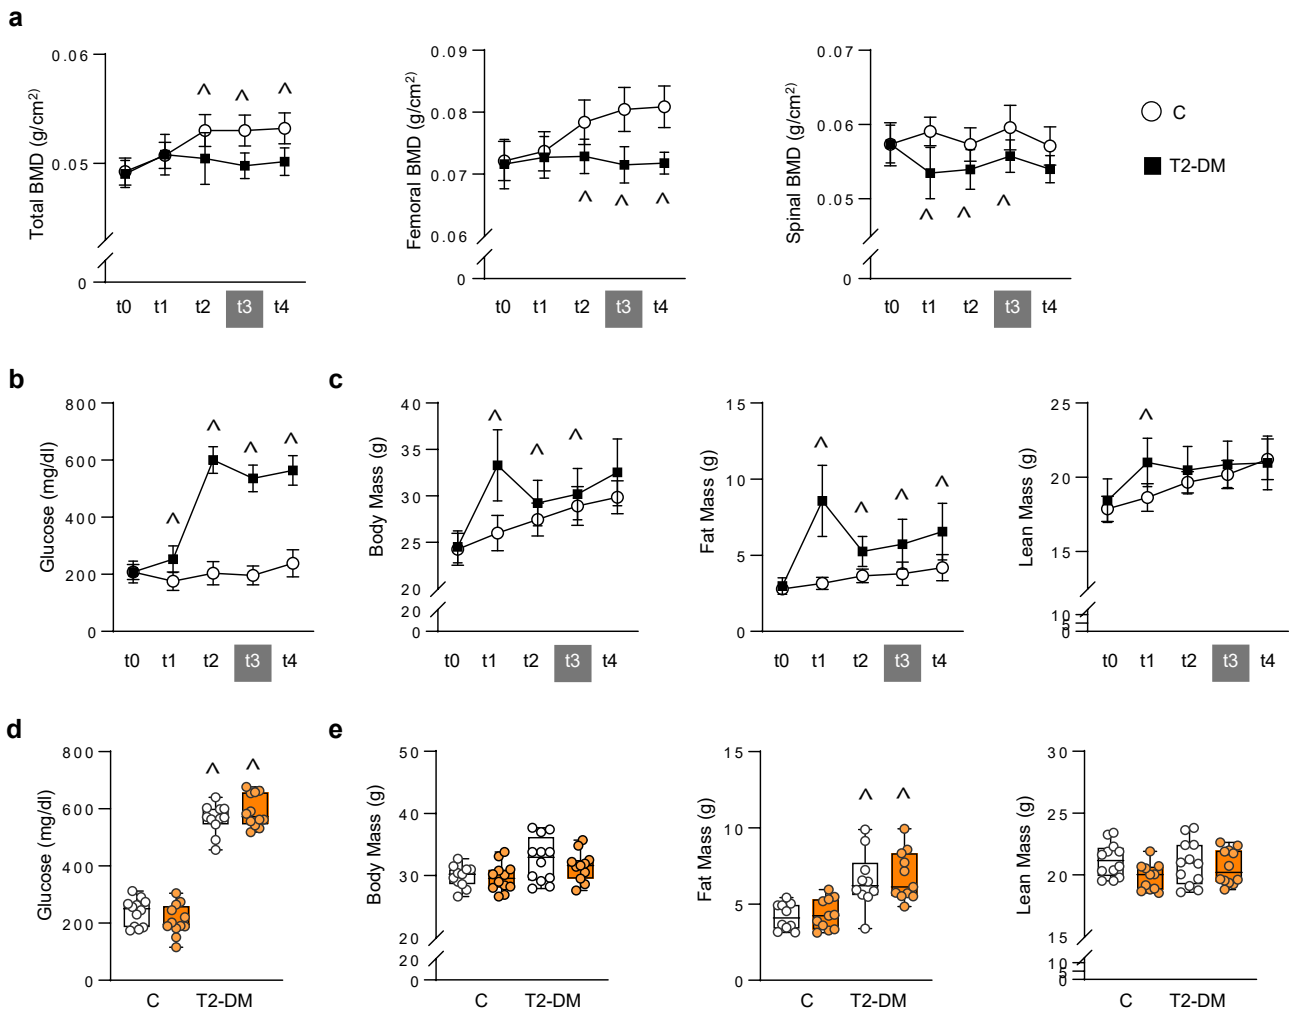 a
0.06
0.05
0
Total BMD (g/cm²)
^ ^ ^
t0 t1 t2 t3 t4
0.09
0.08
0.07
0.06
0
Femoral BMD (g/cm²)
^ ^ ^
t0 t1 t2 t3 t4
0.07
0.06
0.05
0
Spinal BMD (g/cm²)
^ ^ ^
t0 t1 t2 t3 t4
C
T2-DM
b
800
600
400
200
0
Glucose (mg/dl)
^ ^ ^ ^
t0 t1 t2 t3 t4
c
40
35
30
25
20
20
0
Body Mass (g)
^ ^ ^
t0 t1 t2 t3 t4
15
10
5
0
Fat Mass (g)
^ ^ ^ ^
t0 t1 t2 t3 t4
25
20
15
10
5
0
Lean Mass (g)
^
t0 t1 t2 t3 t4
d
800
600
400
200
0
Glucose (mg/dl)
^ ^
C T2-DM
e
50
40
30
20
20
0
Body Mass (g)
C T2-DM
15
10
5
0
Fat Mass (g)
^ ^
C T2-DM
30
25
20
15
10
5
0
Lean Mass (g)
C T2-DM